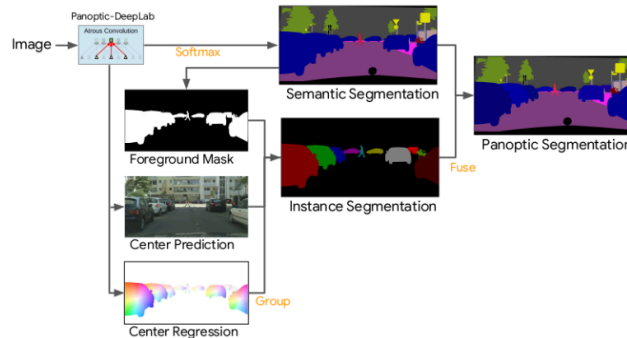 Panoptic-DeepLab
Image
Atrous Convolution
Softmax
Semantic Segmentation
Foreground Mask
Panoptic Segmentation
Instance Segmentation
Fuse
Center Prediction
Group
Center Regression